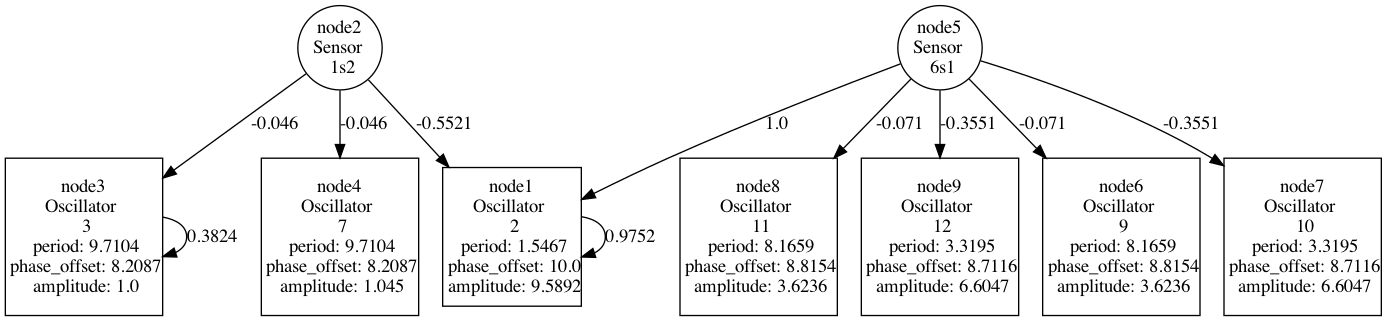 node2
Sensor
1s2
node5
Sensor
6s1
-0.046
-0.046
-0.5521
1.0
-0.071
-0.3551
-0.071
-0.3551
node3
Oscillator
3
period: 9.7104
phase_offset: 8.2087
amplitude: 1.0
0.3824
node4
Oscillator
7
period: 9.7104
phase_offset: 8.2087
amplitude: 1.045
node1
Oscillator
2
period: 1.5467
phase_offset: 10.0
amplitude: 9.5892
0.9752
node8
Oscillator
11
period: 8.1659
phase_offset: 8.8154
amplitude: 3.6236
node9
Oscillator
12
period: 3.3195
phase_offset: 8.7116
amplitude: 6.6047
node6
Oscillator
9
period: 8.1659
phase_offset: 8.8154
amplitude: 3.6236
node7
Oscillator
10
period: 3.3195
phase_offset: 8.7116
amplitude: 6.6047